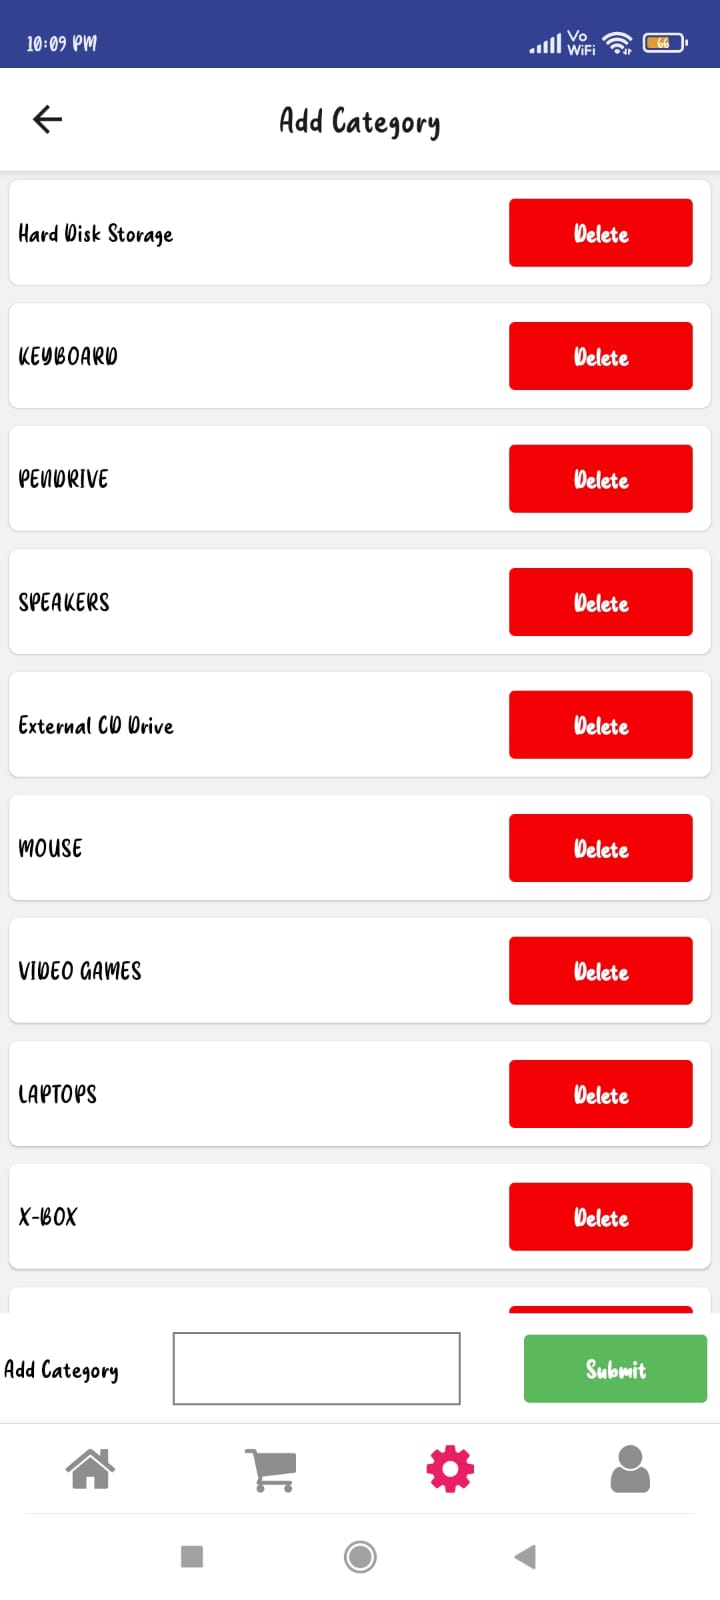 10:09 PM
Vo
WiFi
66
Add Category
Hard Disk Storage
Delete
KEYBOARD
Delete
PENDRIVE
Delete
SPEAKERS
Delete
External CD Drive
Delete
MOUSE
Delete
VIDEO GAMES
Delete
LAPTOPS
Delete
X-BOX
Delete
Add Category
Submit